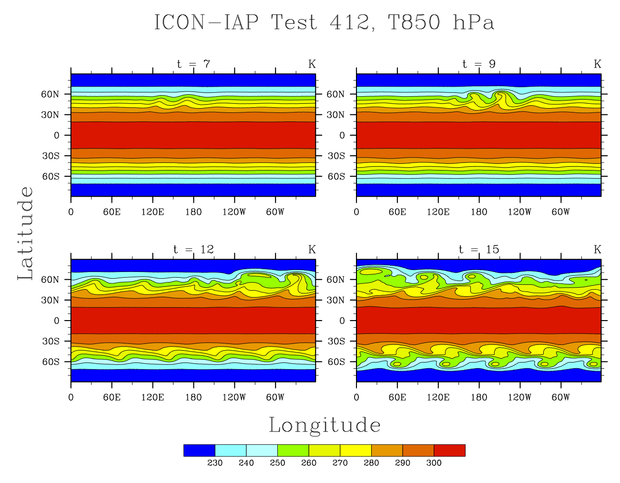 ICON-IAP Test 412, T850 hPa
t = 7 K
t = 9 K
60N
30N
0
30S
60S
0 60E 120E 180 120W 60W
60N
30N
0
30S
60S
0 60E 120E 180 120W 60W
Latitude
t = 12 K
t = 15 K
60N
30N
0
30S
60S
0 60E 120E 180 120W 60W
60N
30N
0
30S
60S
0 60E 120E 180 120W 60W
Longitude
230 240 250 260 270 280 290 300